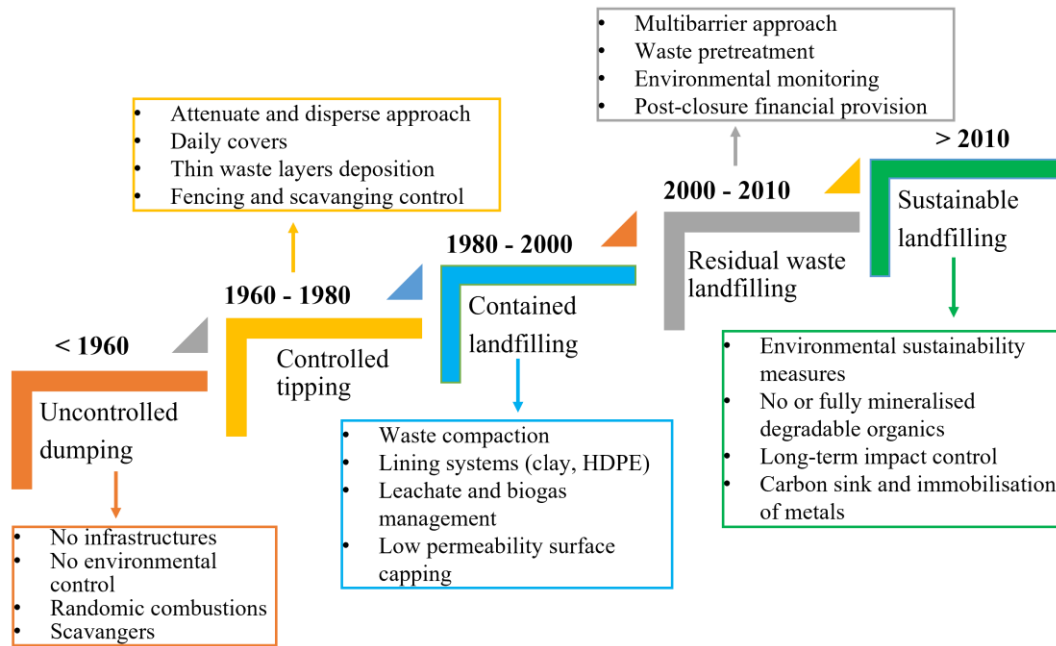 < 1960
Uncontrolled
dumping
• No infrastructures
• No environmental
control
• Randomic combustions
• Scavangers
1960 - 1980
Controlled
tipping
• Attenuate and disperse approach
• Daily covers
• Thin waste layers deposition
• Fencing and scavanging control
1980 - 2000
Contained
landfilling
• Waste compaction
• Lining systems (clay, HDPE)
• Leachate and biogas
management
• Low permeability surface
capping
2000 - 2010
Residual waste
landfilling
• Multibarrier approach
• Waste pretreatment
• Environmental monitoring
• Post-closure financial provision
> 2010
Sustainable
landfilling
• Environmental sustainability
measures
• No or fully mineralised
degradable organics
• Long-term impact control
• Carbon sink and immobilisation
of metals